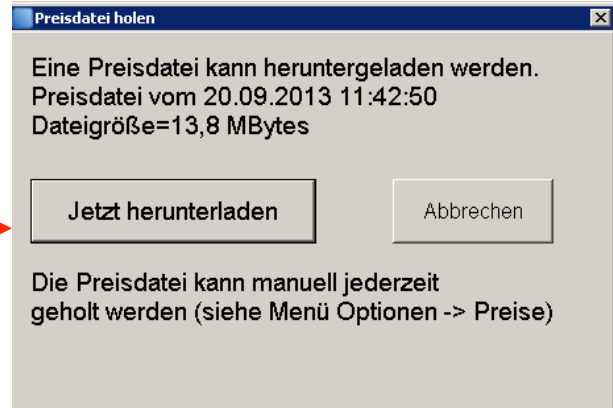 Preisdatei holen
Eine Preisdatei kann heruntergeladen werden.
Preisdatei vom 20.09.2013 11:42:50
Dateigröße=13,8 MBytes
Jetzt herunterladen
Abbrechen
Die Preisdatei kann manuell jederzeit
geholt werden (siehe Menü Optionen -> Preise)